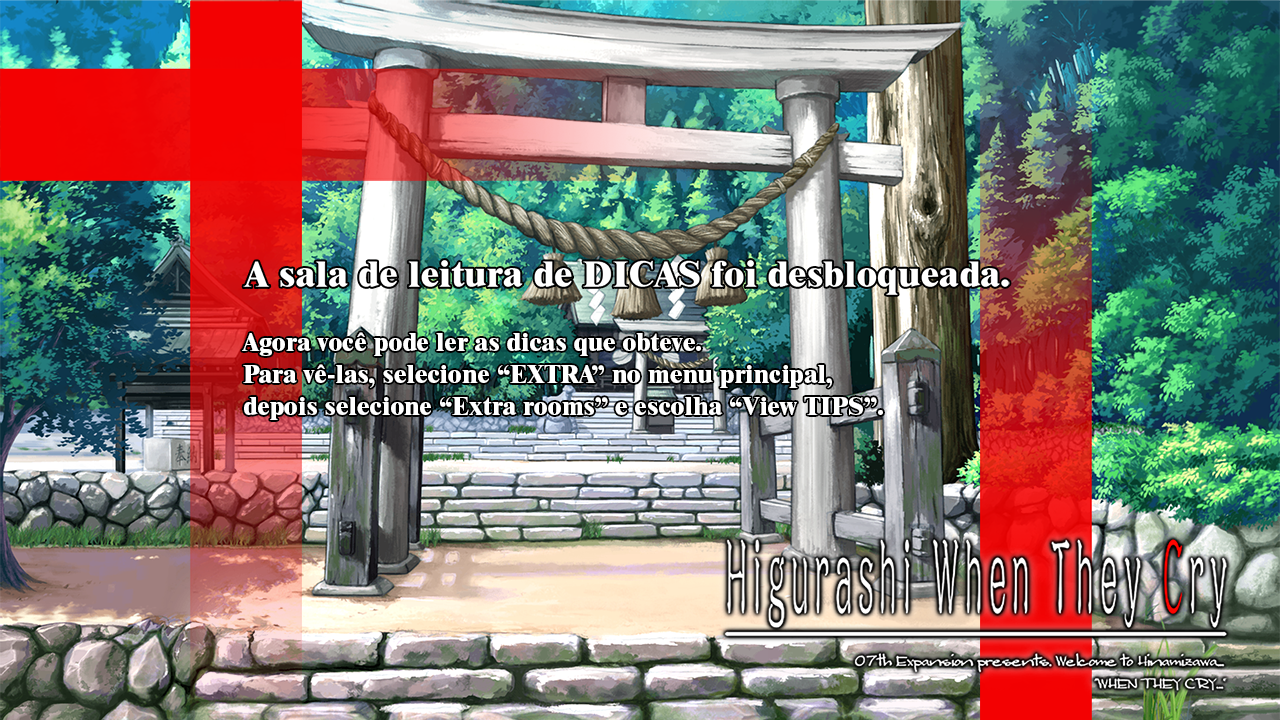 A sala de leitura de DICAS foi desbloqueada.
Agora você pode ler as dicas que obteve.
Para vê-las, selecione “EXTRA” no menu principal,
depois selecione “Extra rooms” e escolha “View TIPS”.
Higurashi When They Cry
07th Expansion presents. Welcome to Hinamizawa...
"WHEN THEY CRY..."